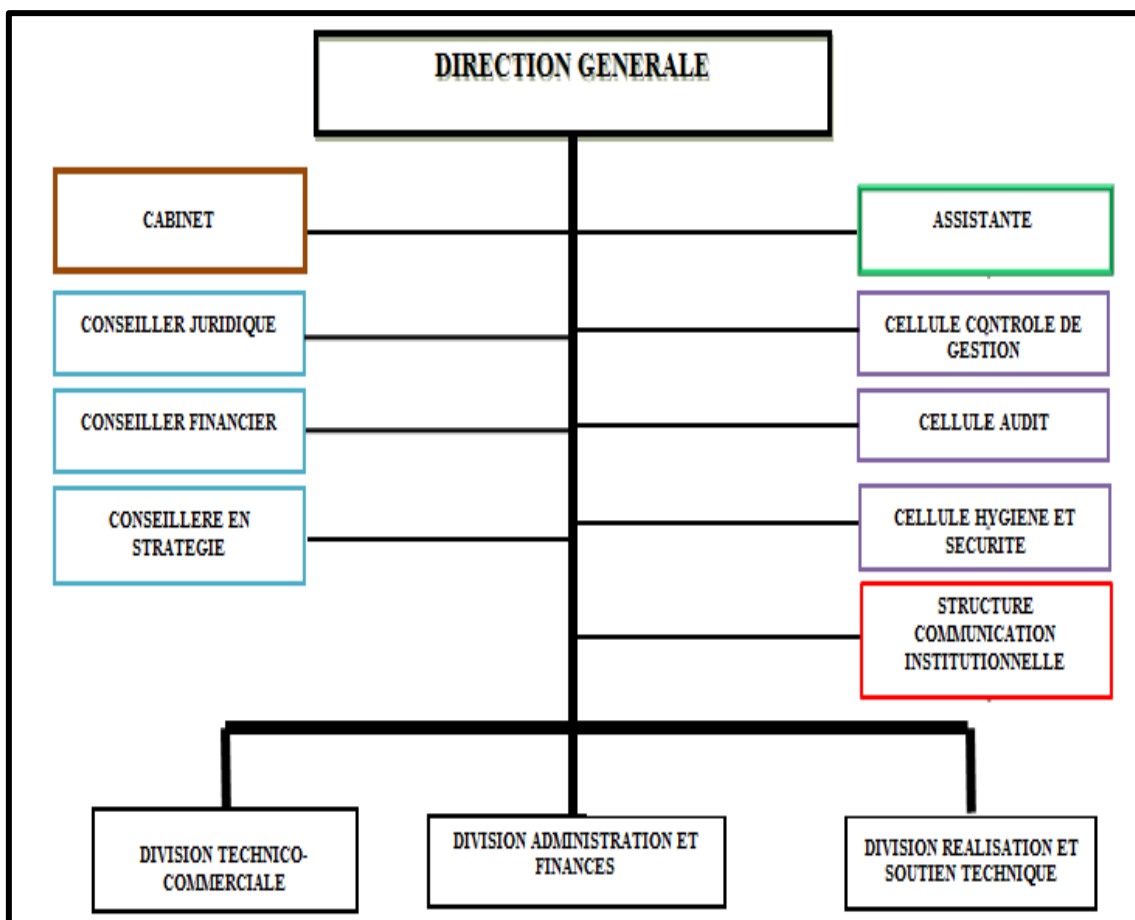 DIRECTION GENERALE
CABINET
ASSISTANTE
CONSEILLER JURIDIQUE
CELLULE CONTROLE DE
GESTION
CONSEILLER FINANCIER
CELLULE AUDIT
CONSEILLERE EN
STRATEGIE
CELLULE HYGIENE ET
SECURITE
STRUCTURE
COMMUNICATION
INSTITUTIONNELLE
DIVISION TECHNICO-
COMMERCIALE
DIVISION ADMINISTRATION ET
FINANCES
DIVISION REALISATION ET
SOUTIEN TECHNIQUE